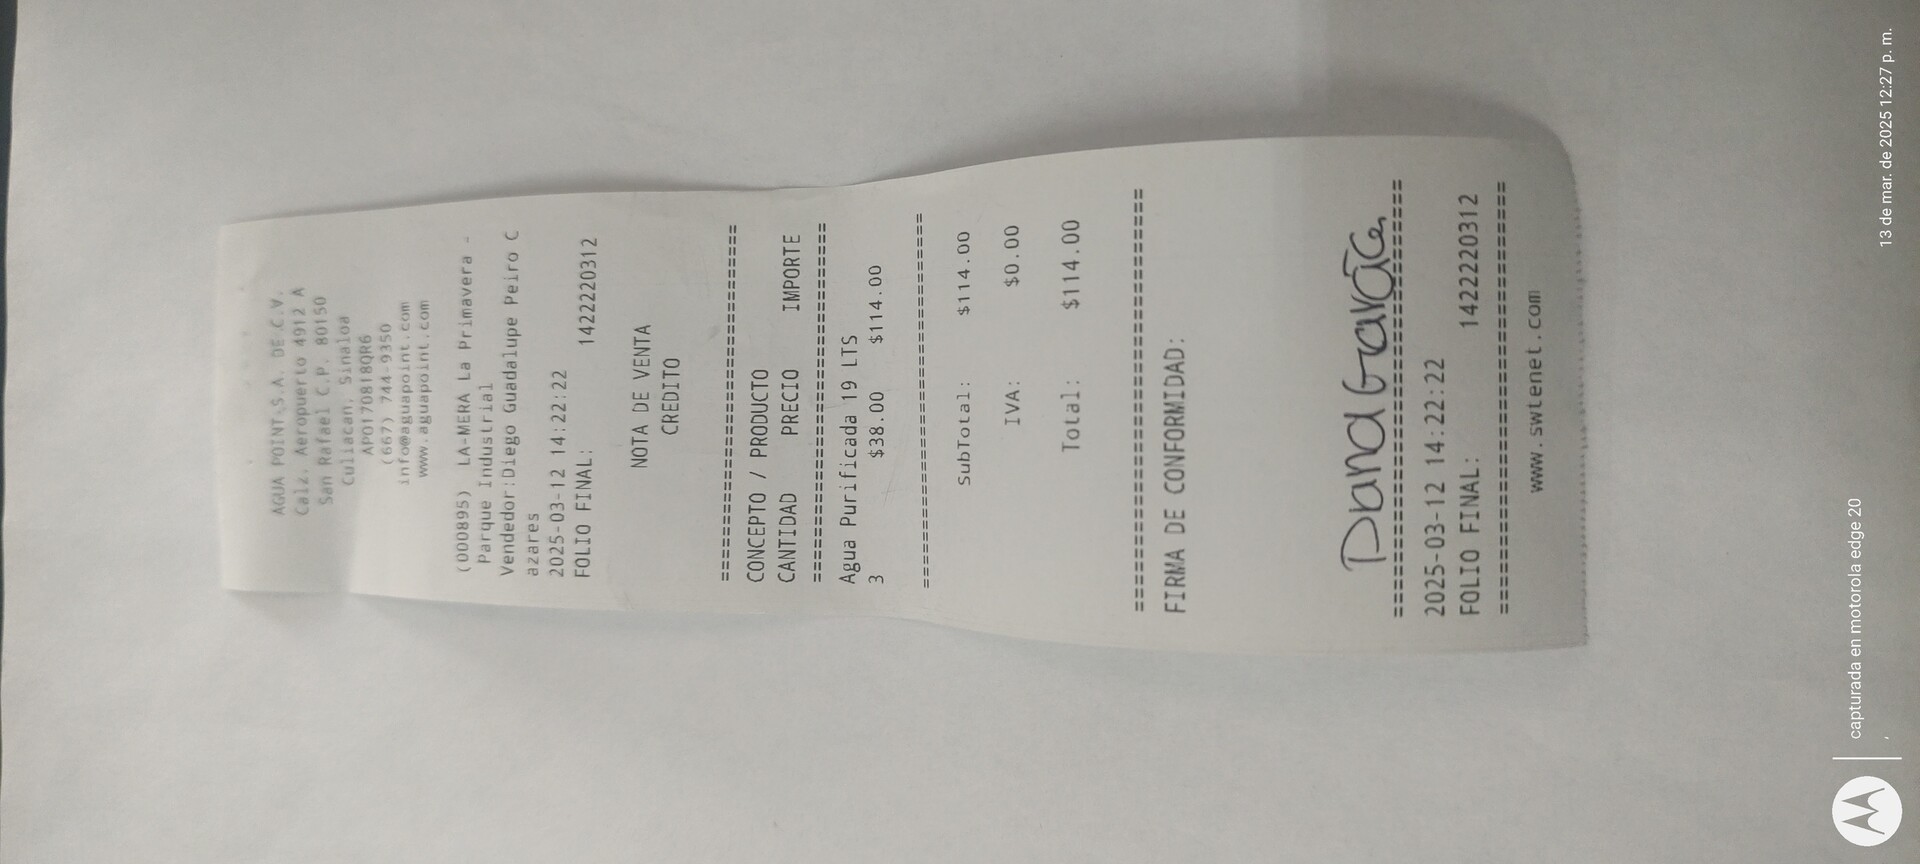 AGUA POINT S.A. DE C.V.
Calz. Aeropuerto 4912 A
San Rafael C.P. 80150
Culiacan, Sinaloa
APO170818QR6
(667) 744-9350
info@aguapoint.com
www.aguapoint.com
(000895) LA-MERA La Primavera -
Parque Industrial
Vendedor:Diego Guadalupe Peiro C
azares
2025-03-12 14:22:22
FOLIO FINAL: 1422220312
NOTA DE VENTA
CREDITO
================================
CONCEPTO / PRODUCTO
CANTIDAD PRECIO IMPORTE
================================
Agua Purificada 19 LTS
3 $38.00 $114.00
================================
SubTotal: $114.00
IVA: $0.00
Total: $114.00
================================
FIRMA DE CONFORMIDAD:
================================
2025-03-12 14:22:22
FOLIO FINAL: 1422220312
================================
www.swtenet.com
capturada en motorola edge 20
13 de mar. de 2025 12:27 p. m.